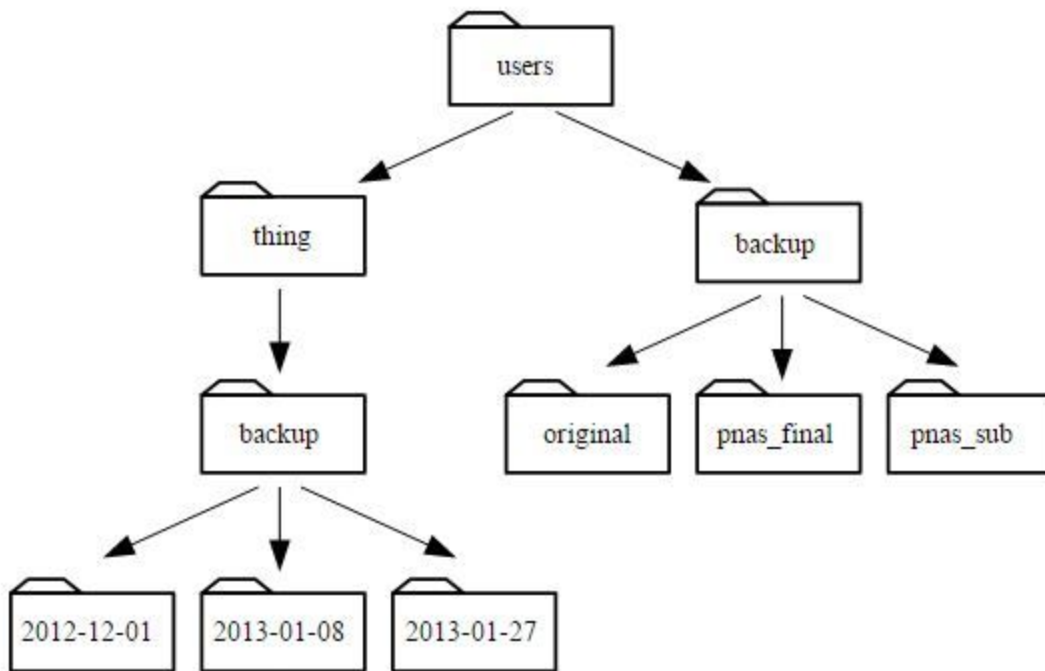 users
thing
backup
backup
original
pnas_final
pnas_sub
2012-12-01
2013-01-08
2013-01-27